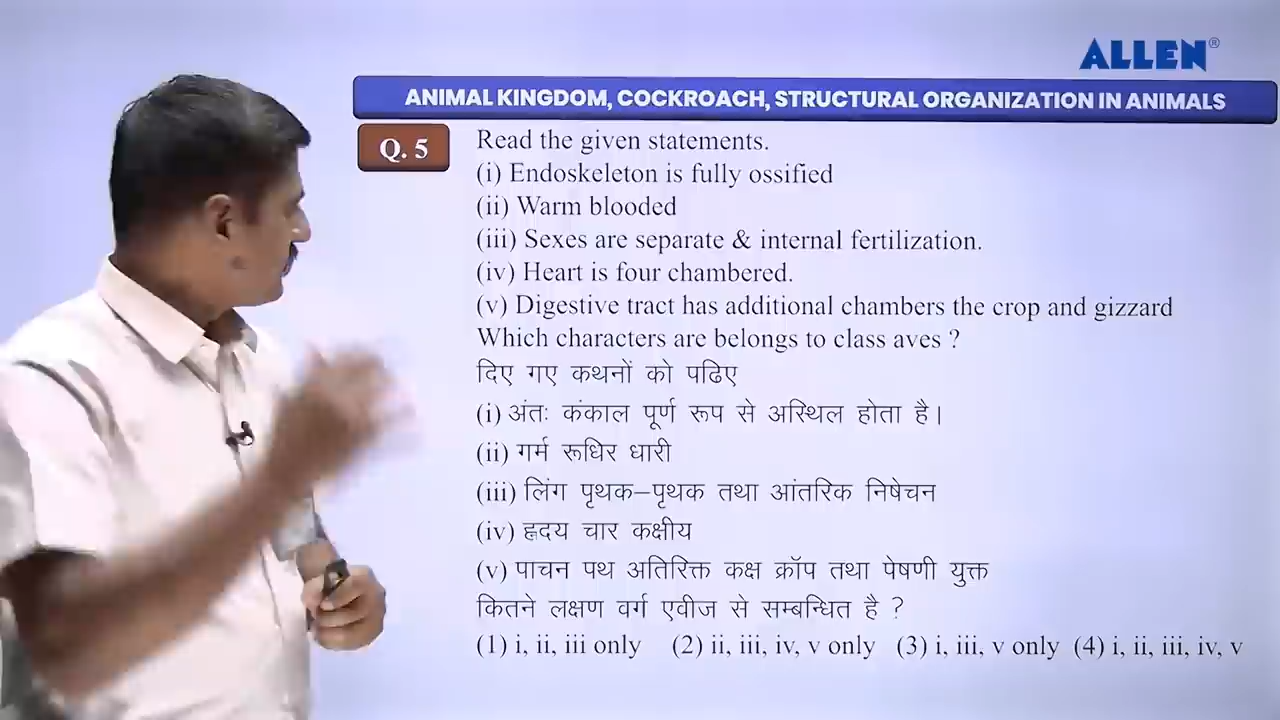 ALLEN®
ANIMAL KINGDOM, COCKROACH, STRUCTURAL ORGANIZATION IN ANIMALS
Q. 5
Read the given statements.
(i) Endoskeleton is fully ossified
(ii) Warm blooded
(iii) Sexes are separate & internal fertilization.
(iv) Heart is four chambered.
(v) Digestive tract has additional chambers the crop and gizzard
Which characters are belongs to class aves ?
दिए गए कथनों को पढिए
(i) अंतः कंकाल पूर्ण रूप से अस्थिल होता है।
(ii) गर्म रूधिर धारी
(iii) लिंग पृथक–पृथक तथा आंतरिक निषेचन
(iv) हृदय चार कक्षीय
(v) पाचन पथ अतिरिक्त कक्ष क्रॉप तथा पेषणी युक्त
कितने लक्षण वर्ग एवीज से सम्बन्धित है ?
(1) i, ii, iii only (2) ii, iii, iv, v only (3) i, iii, v only (4) i, ii, iii, iv, v